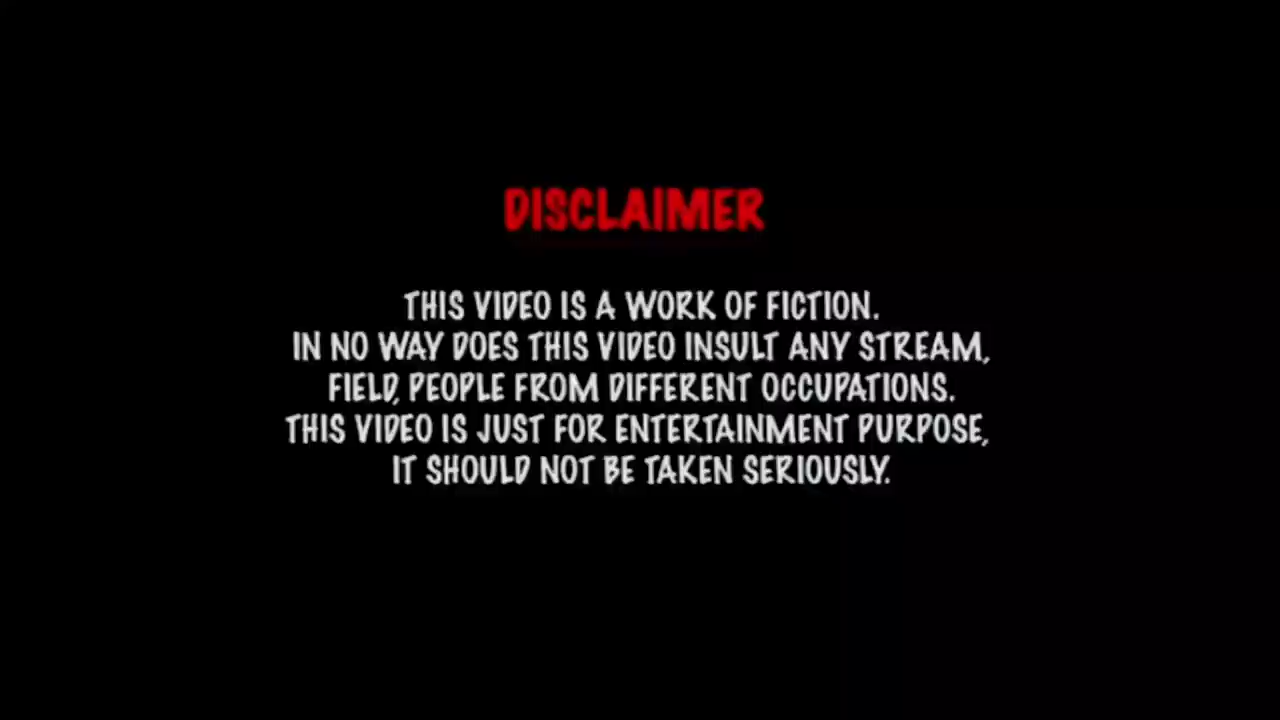 DISCLAIMER
THIS VIDEO IS A WORK OF FICTION.
IN NO WAY DOES THIS VIDEO INSULT ANY STREAM,
FIELD, PEOPLE FROM DIFFERENT OCCUPATIONS.
THIS VIDEO IS JUST FOR ENTERTAINMENT PURPOSE,
IT SHOULD NOT BE TAKEN SERIOUSLY.